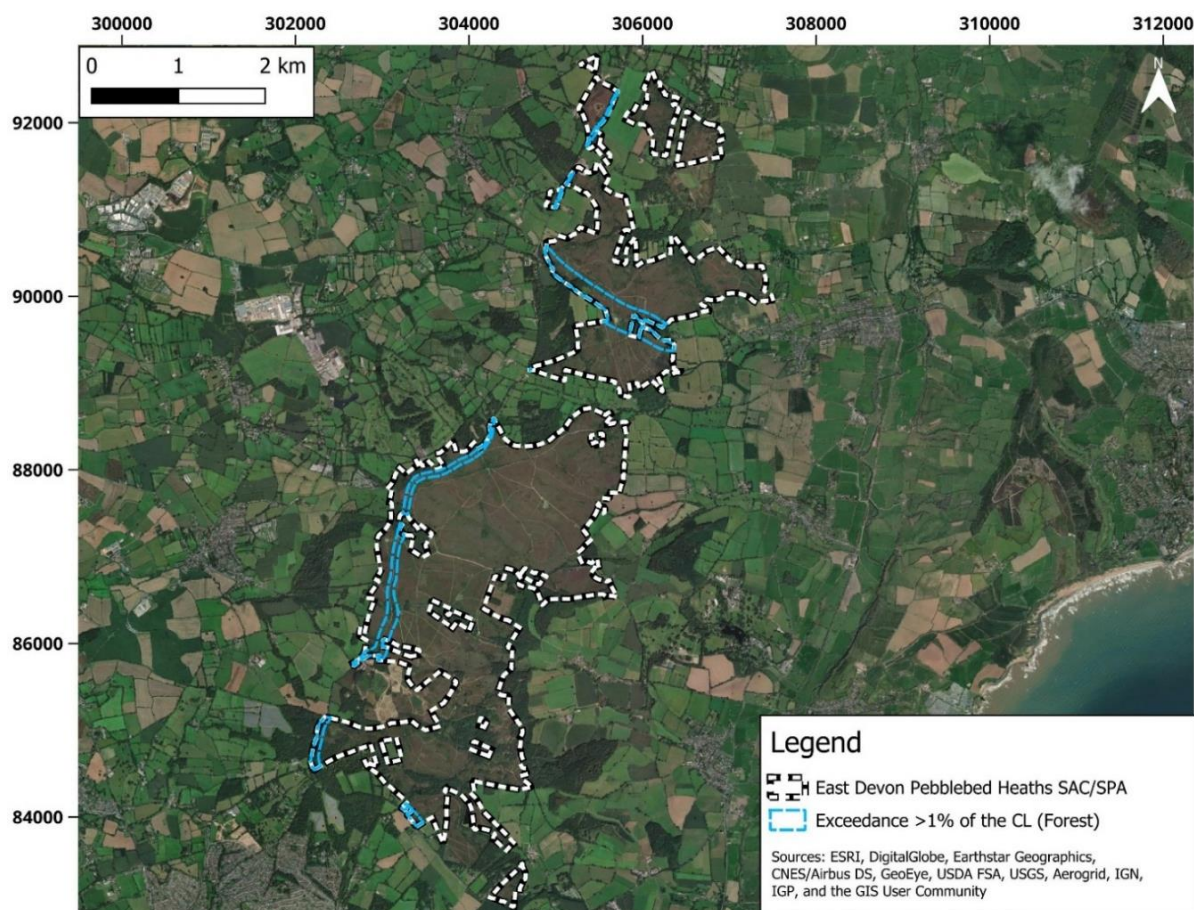 300000 302000 304000 306000 308000 310000 312000
0 1 2 km
N
92000
90000
88000
86000
84000
Legend
East Devon Pebblebed Heaths SAC/SPA
Exceedance >1% of the CL (Forest)
Sources: ESRI, DigitalGlobe, Earthstar Geographics,
CNES/Airbus DS, GeoEye, USDA FSA, USGS, Aerogrid, IGN,
IGP, and the GIS User Community